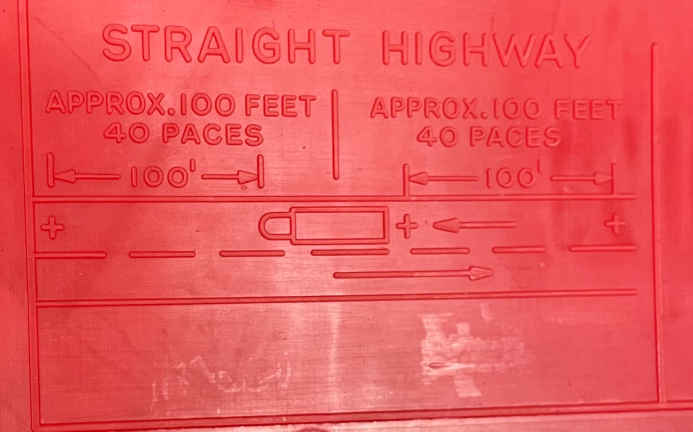 STRAIGHT HIGHWAY
APPROX.100 FEET
40 PACES
100'
APPROX.100 FEET
40 PACES
100'